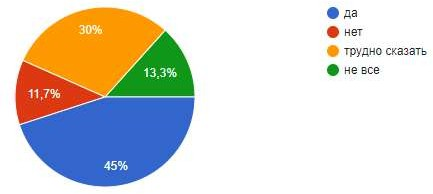 30%
13,3%
11,7%
45%
да
нет
трудно сказать
не все